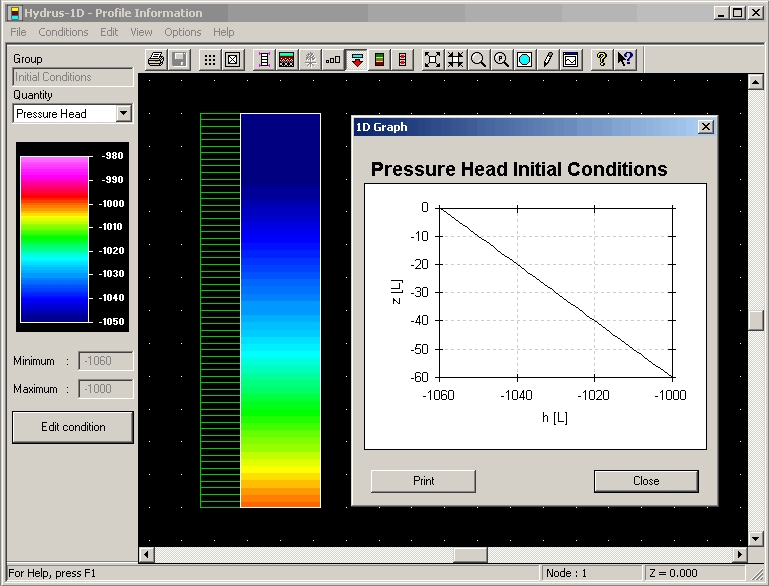 Hydrus-1D - Profile Information
File Conditions Edit View Options Help
Group
Initial Conditions
Quantity
Pressure Head
-980
-990
-1000
-1010
-1020
-1030
-1040
-1050
Minimum : -1060
Maximum : -1000
Edit condition
1D Graph
Pressure Head Initial Conditions
0
-10
-20
-30
-40
-50
-60
z [L]
-1060 -1040 -1020 -1000
h [L]
Print Close
For Help, press F1 Node : 1 Z = 0.000